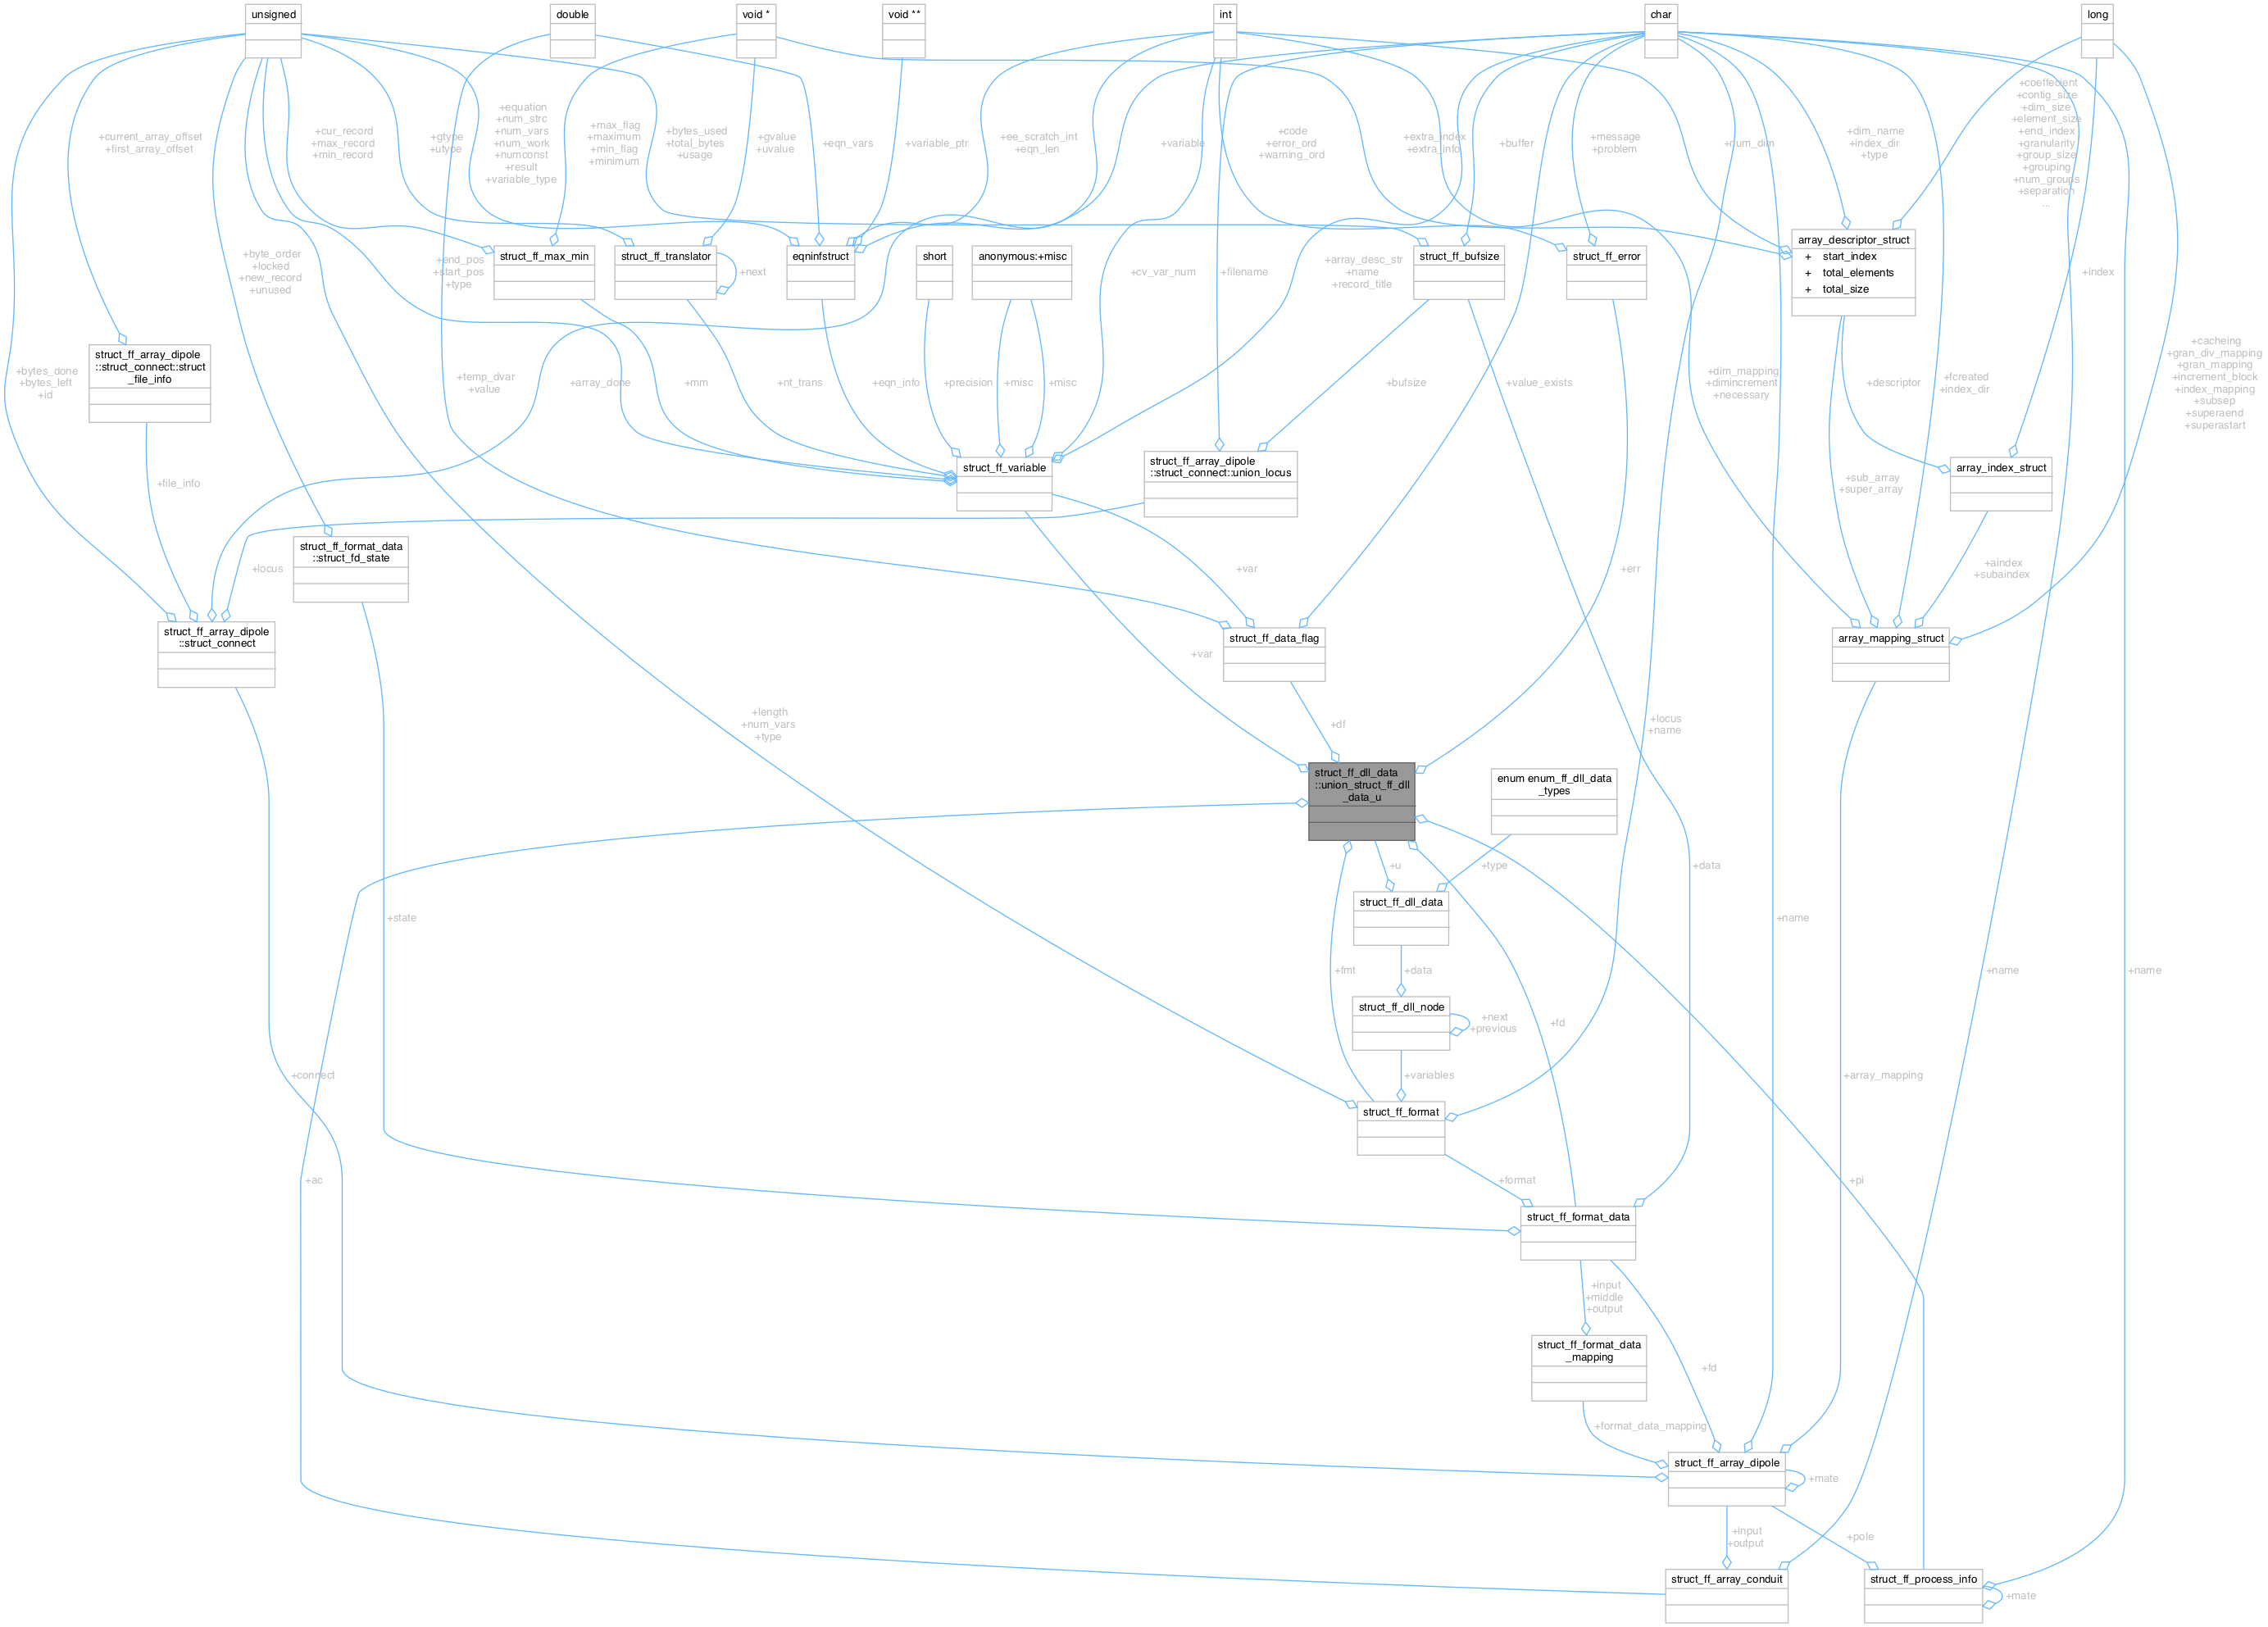 unsigned
double
void *
void **
int
char
long
+current_array_offset
+first_array_offset
+cur_record
+max_record
+min_record
+gtype
+utype
+equation
+num_strc
+num_vars
+num_work
+numconst
+result
+variable_type
+max_flag
+maximum
+min_flag
+minimum
+bytes_used
+total_bytes
+usage
+gvalue
+uvalue
+eqn_vars
+variable_ptr
+ee_scratch_int
+eqn_len
+variable
+code
+error_ord
+warning_ord
+extra_index
+extra_info
+buffer
+message
+problem
+num_dim
+dim_name
+index_dir
+type
+coeffecient
+contig_size
+dim_size
+element_size
+end_index
+granularity
+group_size
+grouping
+num_groups
+separation
...
+byte_order
+locked
+new_record
+unused
+end_pos
+start_pos
+type
struct_ff_max_min
struct_ff_translator
+next
eqninfstruct
short
anonymous:+misc
+cv_var_num
+filename
+array_desc_str
+name
+record_title
struct_ff_bufsize
struct_ff_error
array_descriptor_struct
+ start_index
+ total_elements
+ total_size
+index
struct_ff_array_dipole
::struct_connect::struct
_file_info
+bytes_done
+bytes_left
+id
+temp_dvar
+value
+array_done
+mm
+nt_trans
+eqn_info
+precision
+misc
+misc
+bufsize
+value_exists
+dim_mapping
+dimincrement
+necessary
+descriptor
+fcreated
+index_dir
+cacheing
+gran_div_mapping
+gran_mapping
+increment_block
+index_mapping
+subsep
+superaend
+superastart
+file_info
struct_ff_variable
struct_ff_array_dipole
::struct_connect::union_locus
+sub_array
+super_array
array_index_struct
struct_ff_format_data
::struct_fd_state
+locus
+var
+err
+aindex
+subaindex
struct_ff_array_dipole
::struct_connect
struct_ff_data_flag
array_mapping_struct
+var
+length
+num_vars
+type
+df
+locus
+name
struct_ff_dll_data
::union_struct_ff_dll
_data_u
enum enum_ff_dll_data
_types
+u
+type
+data
struct_ff_dll_data
+state
+name
+fmt
+data
+name
+name
struct_ff_dll_node
+next
+previous
+fd
+connect
+variables
+array_mapping
struct_ff_format
+ac
+format
+pi
struct_ff_format_data
+input
+middle
+output
struct_ff_format_data
_mapping
+fd
+format_data_mapping
struct_ff_array_dipole
+mate
+input
+output
+pole
struct_ff_array_conduit
struct_ff_process_info
+mate